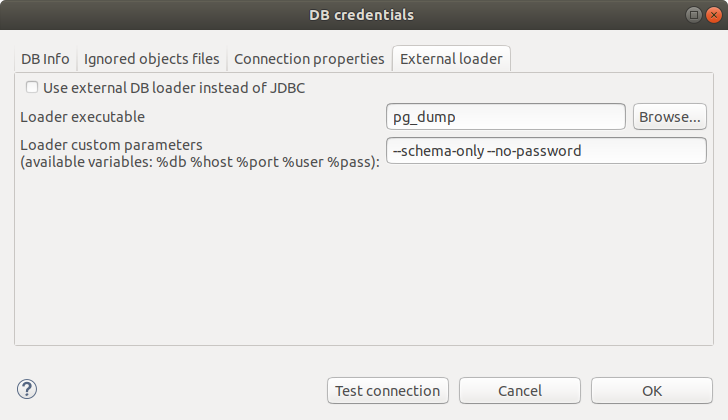 DB credentials
DB Info
Ignored objects files
Connection properties
External loader
Use external DB loader instead of JDBC
Loader executable
pg_dump
Browse...
Loader custom parameters
(available variables: %db %host %port %user %pass):
--schema-only --no-password
?
Test connection
Cancel
OK